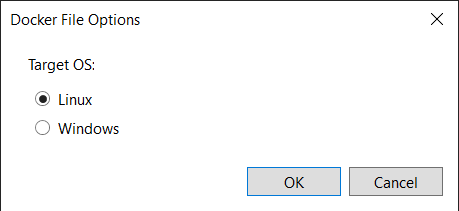 Docker File Options
Target OS:
Linux
Windows
OK
Cancel